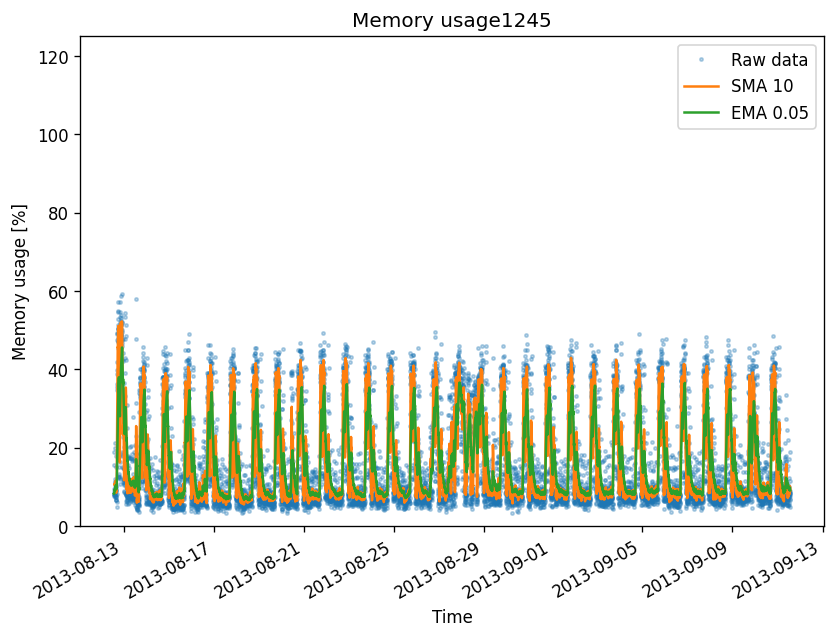 Memory usage1245
Raw data
SMA 10
EMA 0.05
Memory usage [%]
120
100
80
60
40
20
0
2013-08-13
2013-08-17
2013-08-21
2013-08-25
2013-08-29
2013-09-01
2013-09-05
2013-09-09
2013-09-13
Time